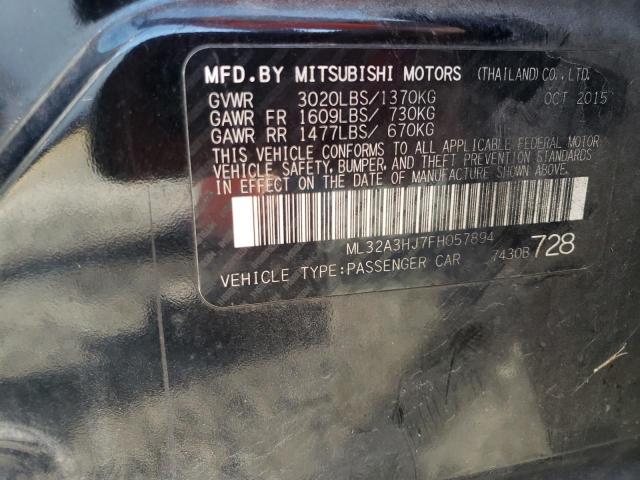 MFD.BY MITSUBISHI MOTORS (THAILAND) CO., LTD.
GVWR 3020LBS/1370KG OCT 2015
GAWR FR 1609LBS/ 730KG
GAWR RR 1477LBS/ 670KG
THIS VEHICLE CONFORMS TO ALL APPLICABLE FEDERAL MOTOR
VEHICLE SAFETY, BUMPER, AND THEFT PREVENTION STANDARDS
IN EFFECT ON THE DATE OF MANUFACTURE SHOWN ABOVE.
ML32A3HJ7FH057894
VEHICLE TYPE:PASSENGER CAR 7430B 728